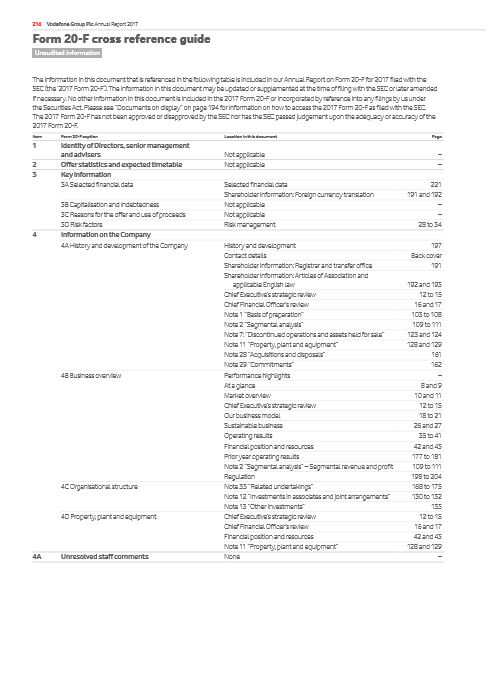 216 Vodafone Group Plc Annual Report 2017
Form 20-F cross reference guide
Unaudited information
The information in this document that is referenced in the following table is included in our Annual Report on Form 20-F for 2017 filed with the
SEC (the '2017 Form 20-F'). The information in this document may be updated or supplemented at the time of filing with the SEC or later amended
if necessary. No other information in this document is included in the 2017 Form 20-F or incorporated by reference into any filings by us under
the Securities Act. Please see "Documents on display" on page 194 for information on how to access the 2017 Form 20-F as filed with the SEC.
The 2017 Form 20-F has not been approved or disapproved by the SEC nor has the SEC passed judgement upon the adequacy or accuracy of the
2017 Form 20-F.
Item Form 20-F caption Location in this document Page
1 Identity of Directors, senior management
and advisers Not applicable –
2 Offer statistics and expected timetable Not applicable –
3 Key information
3A Selected financial data Selected financial data 221
Shareholder information: Foreign currency translation 191 and 192
3B Capitalisation and indebtedness Not applicable –
3C Reasons for the offer and use of proceeds Not applicable –
3D Risk factors Risk management 28 to 34
4 Information on the Company
4A History and development of the Company History and development 197
Contact details Back cover
Shareholder information: Registrar and transfer office 191
Shareholder information: Articles of Association and
applicable English law 192 and 193
Chief Executive's strategic review 12 to 15
Chief Financial Officer's review 16 and 17
Note 1 "Basis of preparation" 103 to 108
Note 2 "Segmental analysis" 109 to 111
Note 7: "Discontinued operations and assets held for sale" 123 and 124
Note 11 "Property, plant and equipment" 128 and 129
Note 28 "Acquisitions and disposals" 161
Note 29 "Commitments" 162
4B Business overview Performance highlights –
At a glance 8 and 9
Market overview 10 and 11
Chief Executive's strategic review 12 to 15
Our business model 18 to 21
Sustainable business 26 and 27
Operating results 35 to 41
Financial position and resources 42 and 43
Prior year operating results 177 to 181
Note 2 "Segmental analysis" – Segmental revenue and profit 109 to 111
Regulation 198 to 204
4C Organisational structure Note 33 "Related undertakings" 168 to 175
Note 12 "Investments in associates and joint arrangements" 130 to 132
Note 13 "Other investments" 133
4D Property, plant and equipment Chief Executive's strategic review 12 to 15
Chief Financial Officer's review 16 and 17
Financial position and resources 42 and 43
Note 11 "Property, plant and equipment" 128 and 129
4A Unresolved staff comments None –